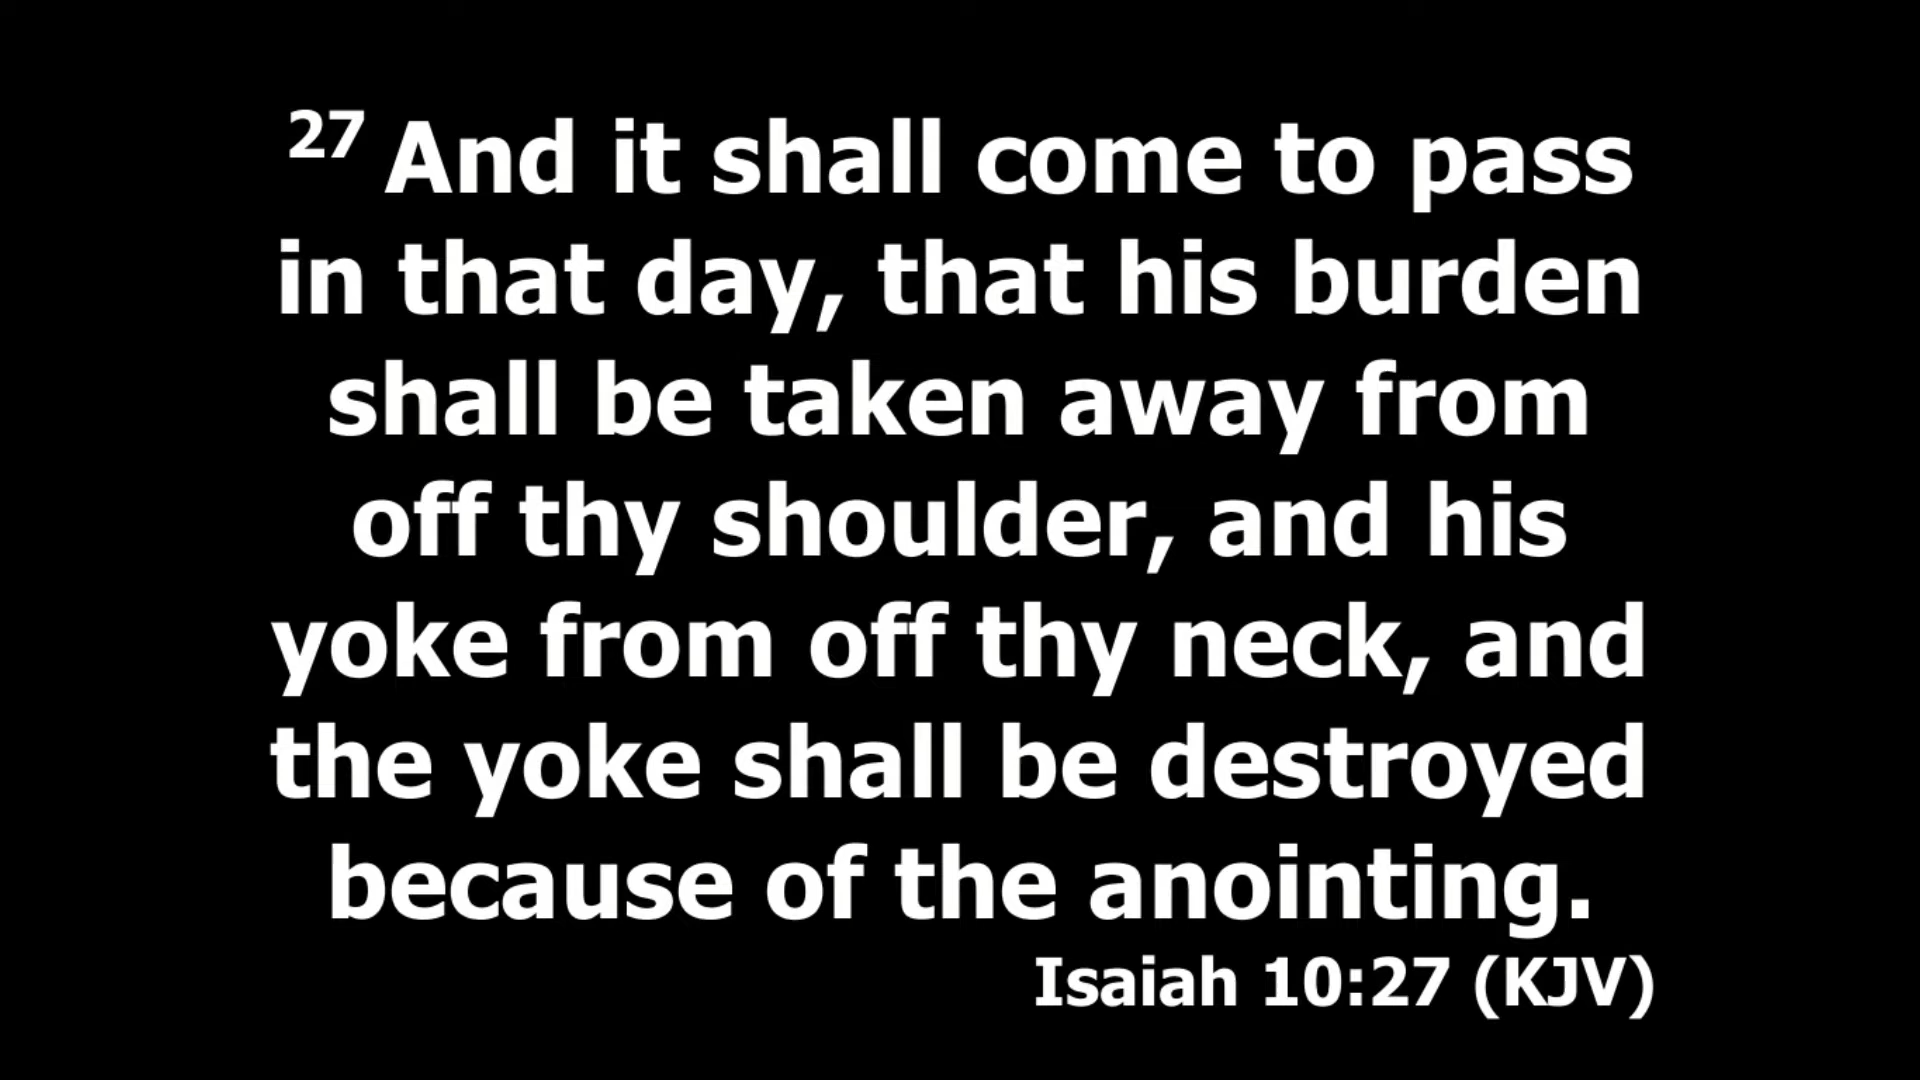 27 And it shall come to pass
in that day, that his burden
shall be taken away from
off thy shoulder, and his
yoke from off thy neck, and
the yoke shall be destroyed
because of the anointing.
Isaiah 10:27 (KJV)